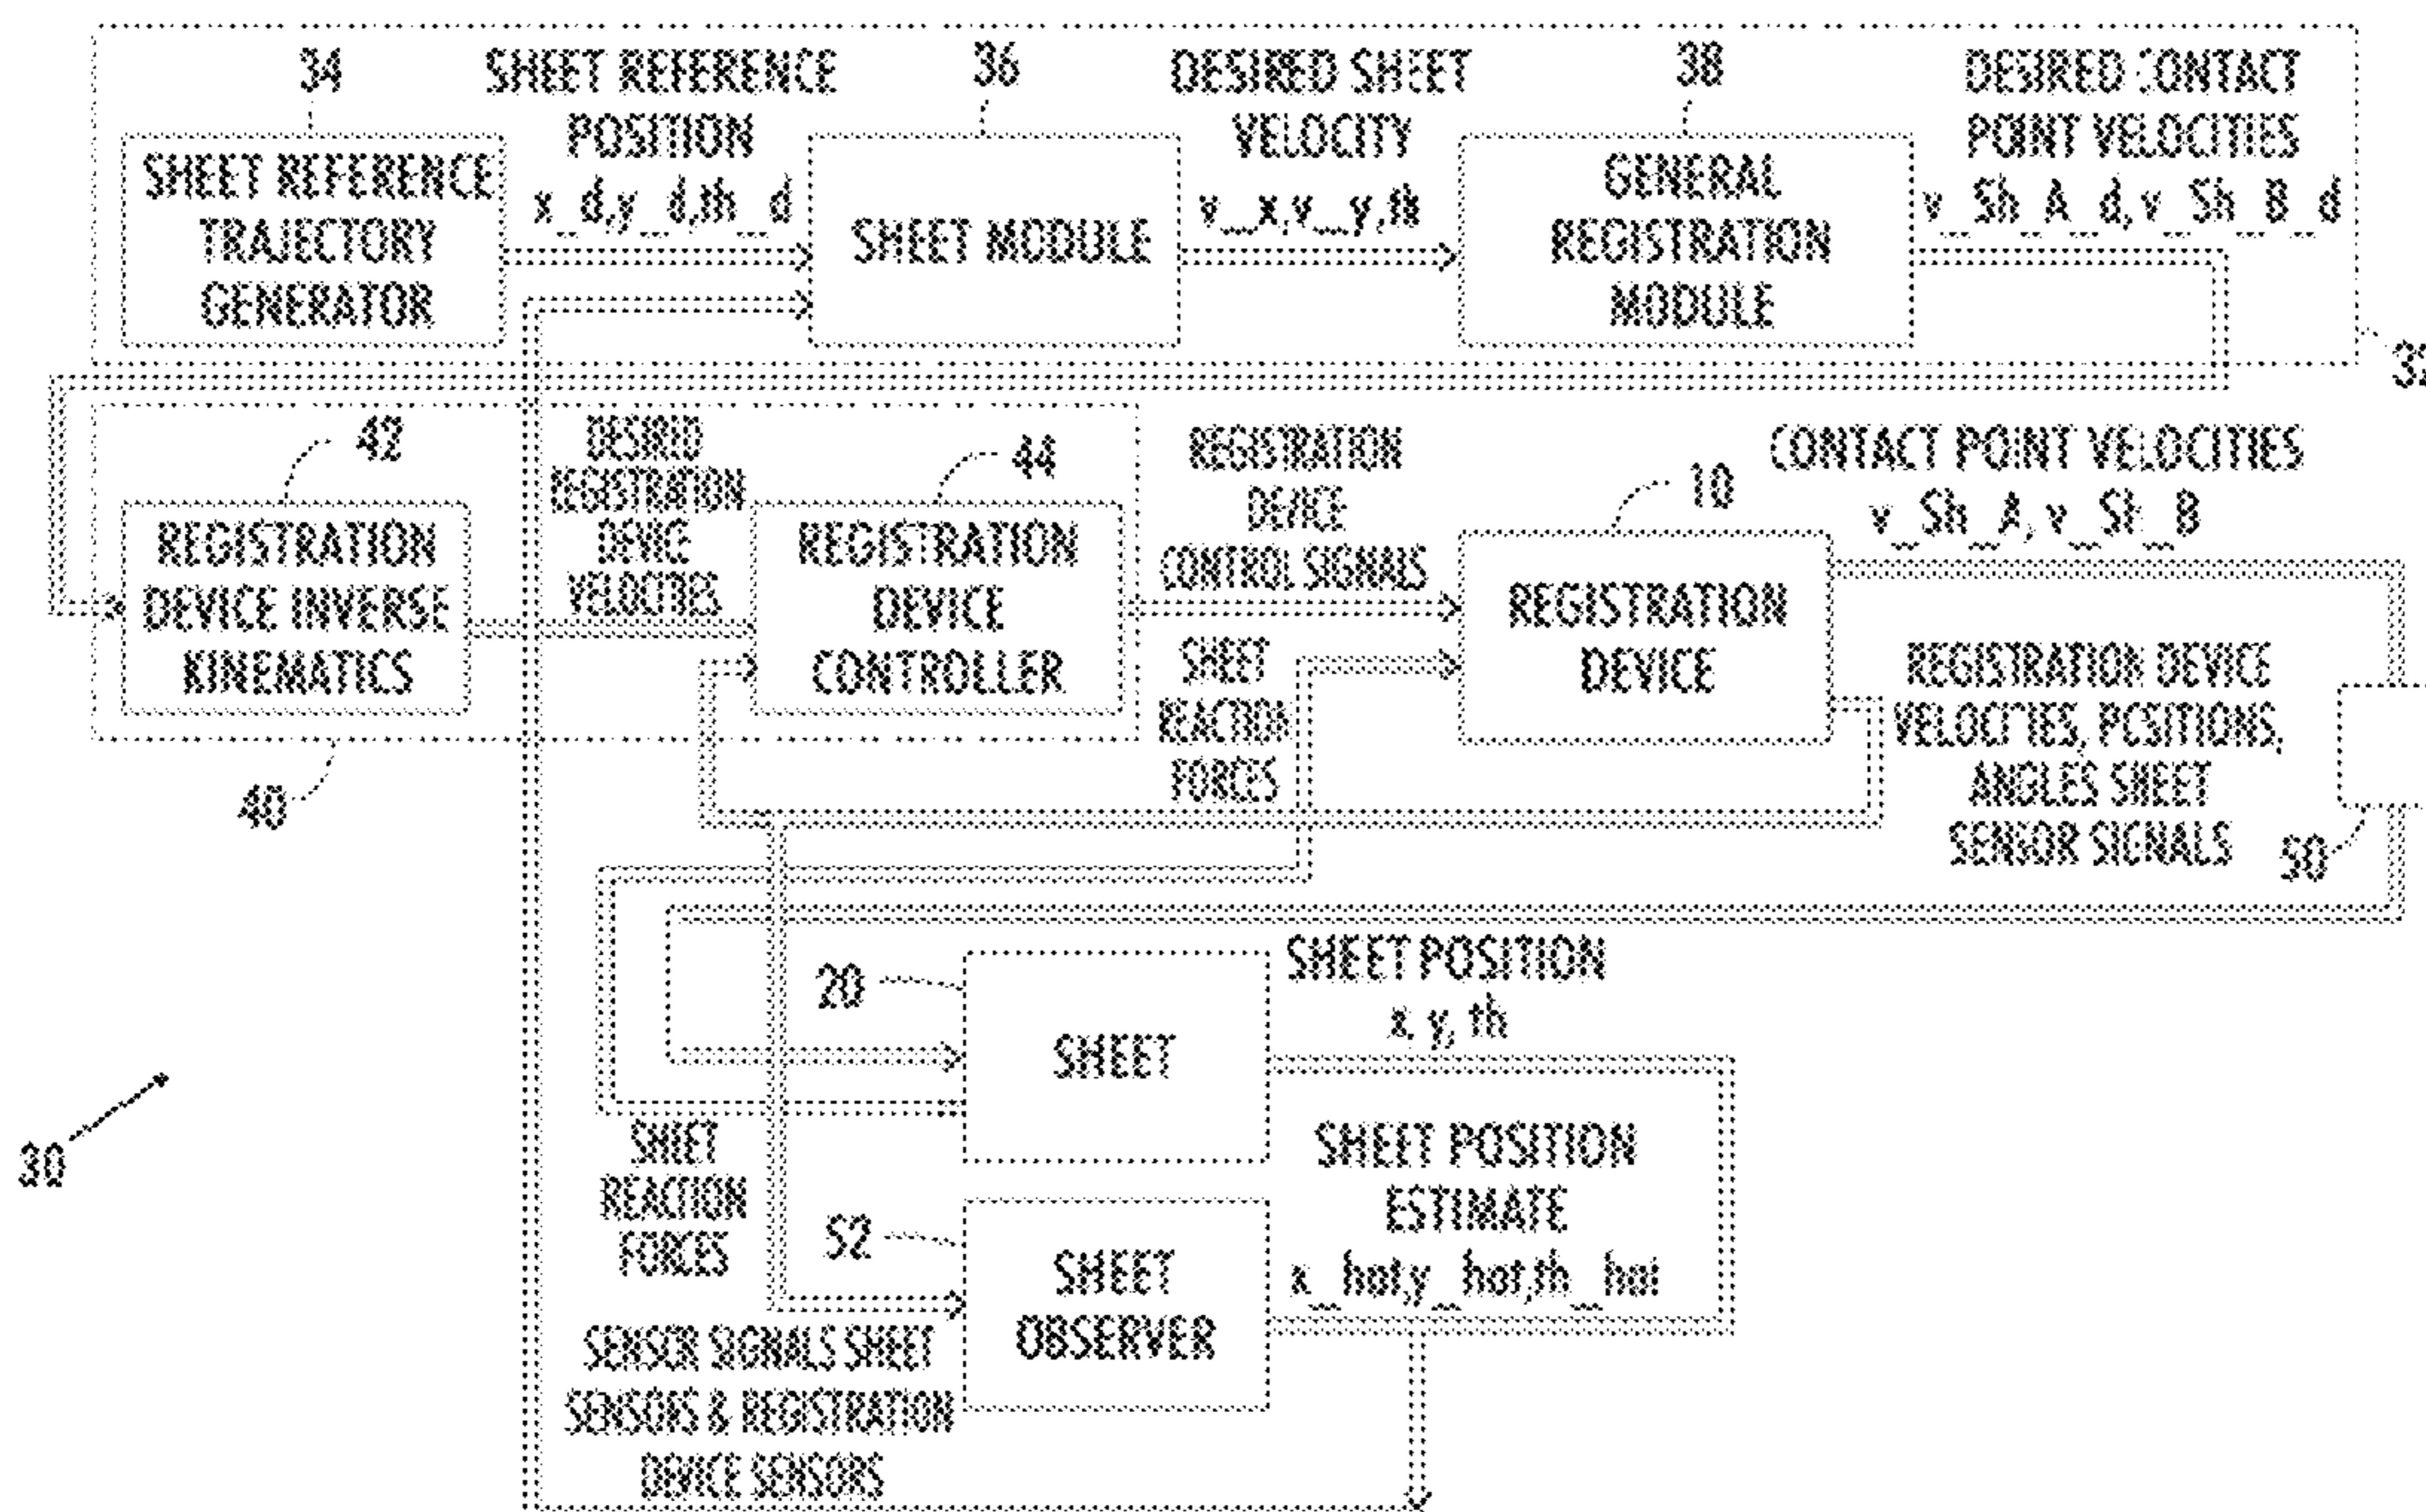 34
SHEET REFERENCE
POSITION
x_d,y_d,th_d
36
DESIRED SHEET
VELOCITY
v_x,v_y,th
38
DESIRED CONTACT
POINT VELOCITIES
v_Sh_A_d,v_Sh_B_d
SHEET REFERENCE
TRAJECTORY
GENERATOR
SHEET MODULE
GENERAL
REGISTRATION
MODULE
42
DESIRED
REGISTRATION
DEVICE
VELOCITIES
44
REGISTRATION
DEVICE
CONTROL SIGNALS
10
CONTACT POINT VELOCITIES
v_Sh_A, v_Sh_B
REGISTRATION
DEVICE INVERSE
KINEMATICS
REGISTRATION
DEVICE
CONTROLLER
SHEET
REACTION
FORCES
REGISTRATION
DEVICE
REGISTRATION DEVICE
VELOCITIES, POSITIONS,
ANGLES SHEET
SENSOR SIGNALS
40
50
20
SHEET
SHEET POSITION
x, y, th
30
SHEET
REACTION
FORCES
52
SHEET
OBSERVER
SHEET POSITION
ESTIMATE
x_hat,y_hat,th_hat
SENSOR SIGNALS SHEET
SENSORS & REGISTRATION
DEVICE SENSORS